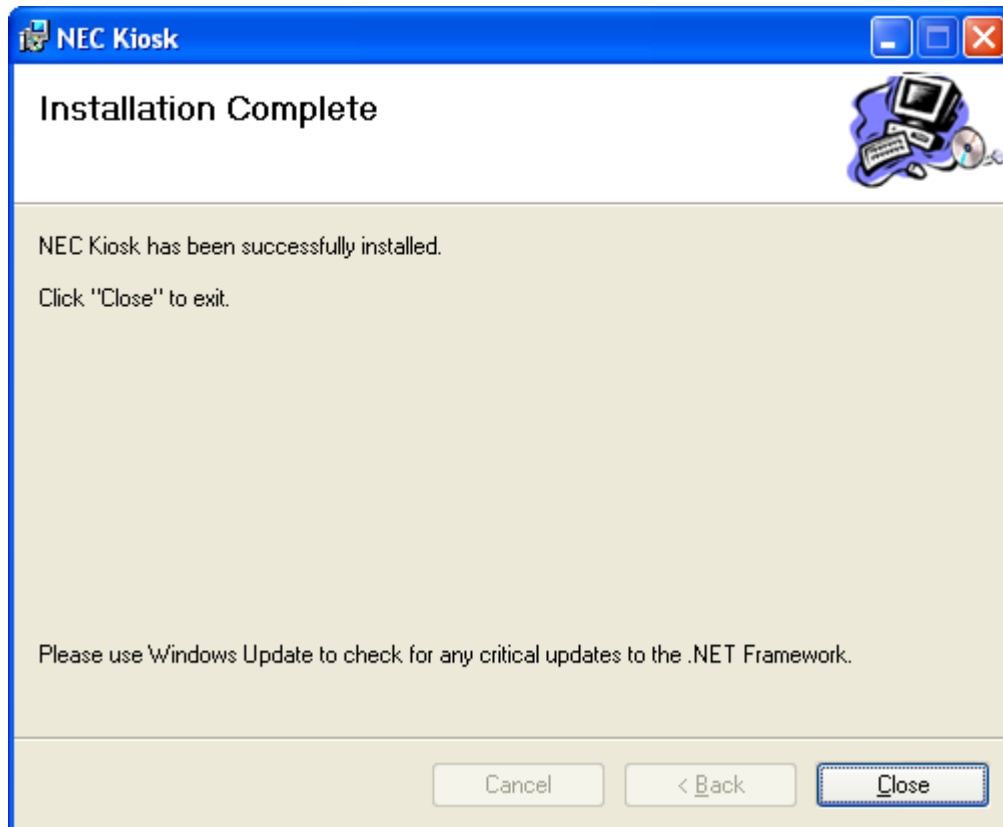 NEC Kiosk
Installation Complete
NEC Kiosk has been successfully installed.
Click "Close" to exit.
Please use Windows Update to check for any critical updates to the .NET Framework.
Cancel
< Back
Close